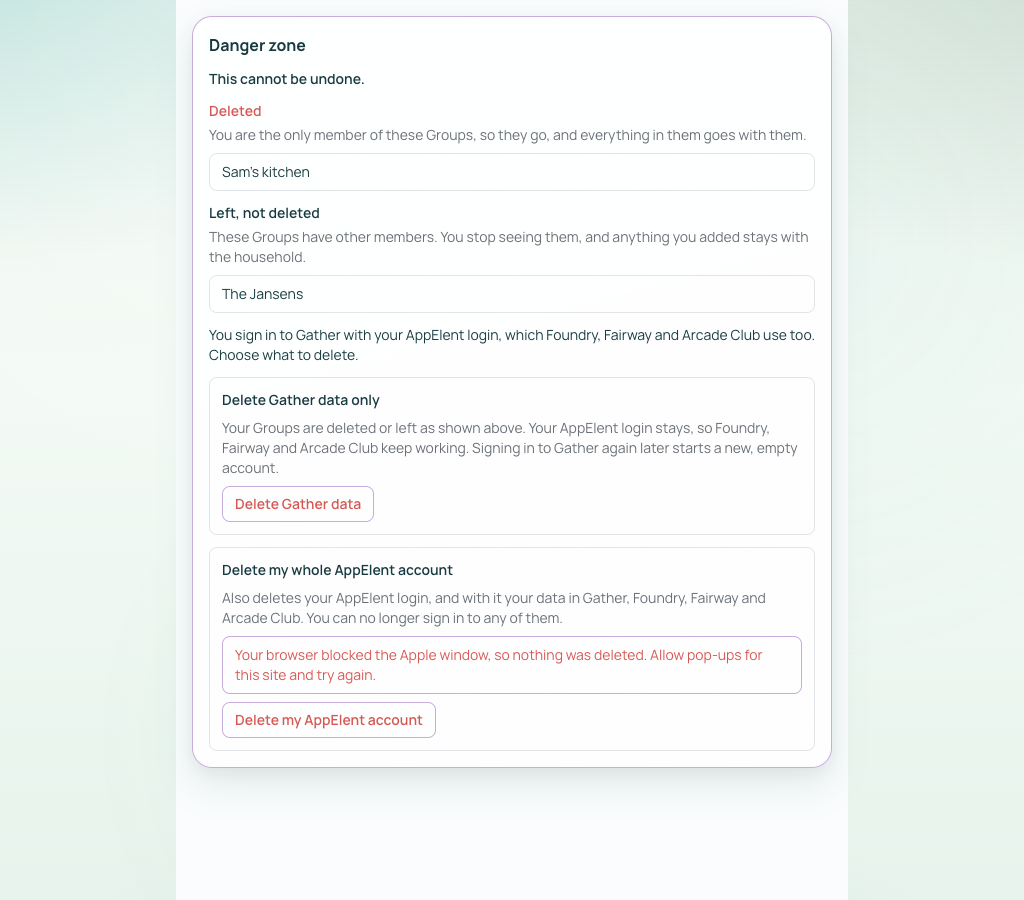 Danger zone
This cannot be undone.
Deleted
You are the only member of these Groups, so they go, and everything in them goes with them.
Sam's kitchen
Left, not deleted
These Groups have other members. You stop seeing them, and anything you added stays with
the household.
The Jansens
You sign in to Gather with your AppElent login, which Foundry, Fairway and Arcade Club use too.
Choose what to delete.
Delete Gather data only
Your Groups are deleted or left as shown above. Your AppElent login stays, so Foundry,
Fairway and Arcade Club keep working. Signing in to Gather again later starts a new, empty
account.
Delete Gather data
Delete my whole AppElent account
Also deletes your AppElent login, and with it your data in Gather, Foundry, Fairway and
Arcade Club. You can no longer sign in to any of them.
Your browser blocked the Apple window, so nothing was deleted. Allow pop-ups for
this site and try again.
Delete my AppElent account